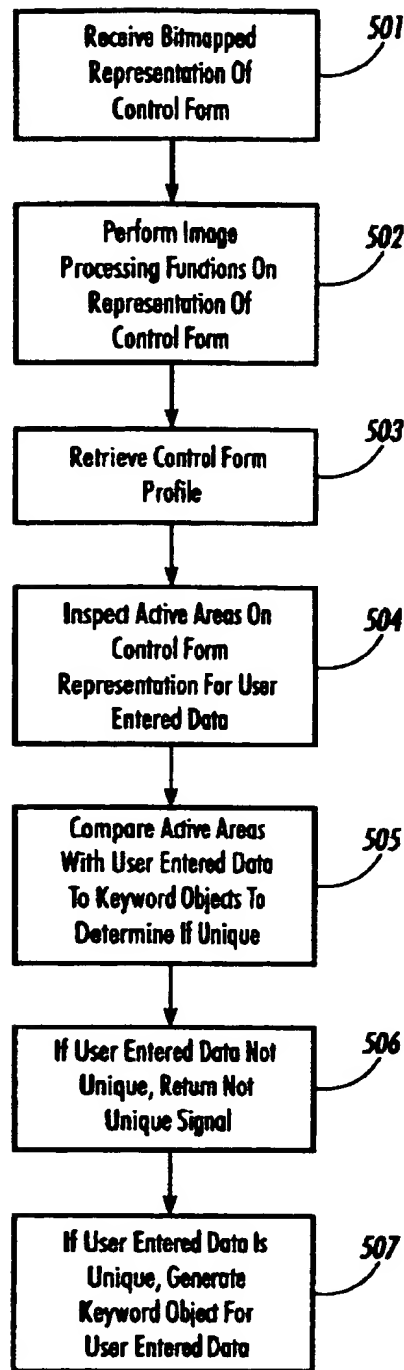 Receive Bitmapped
Representation Of
Control Form
501
Perform Image
Processing Functions On
Representation Of
Control Form
502
Retrieve Control Form
Profile
503
Inspect Active Areas On
Control Form
Representation For User
Entered Data
504
Compare Active Areas
With User Entered Data
To Keyword Objects To
Determine If Unique
505
If User Entered Data Not
Unique, Return Not
Unique Signal
506
If User Entered Data Is
Unique, Generate
Keyword Object For
User Entered Data
507